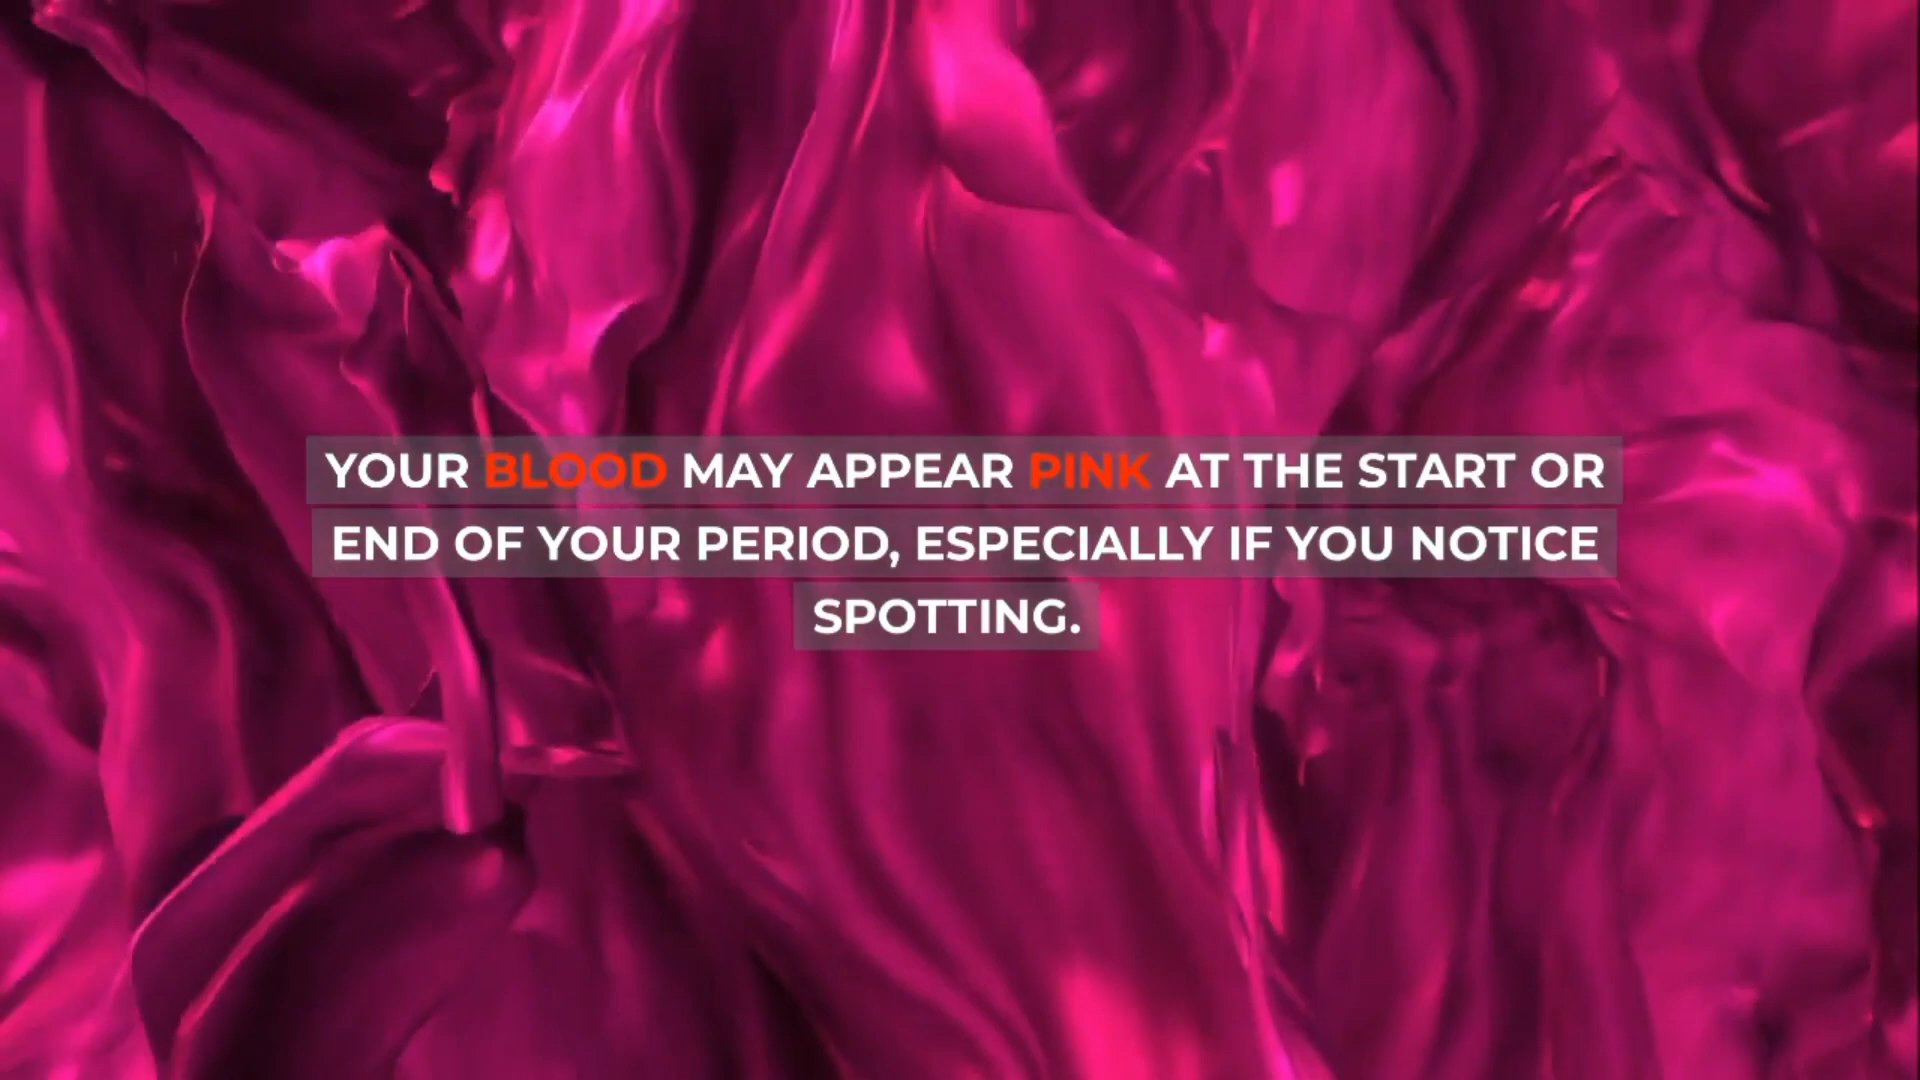 YOUR BLOOD MAY APPEAR PINK AT THE START OR
END OF YOUR PERIOD, ESPECIALLY IF YOU NOTICE
SPOTTING.